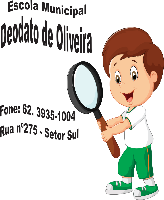 Escola Municipal
Deodato de Oliveira
Fone: 62. 3935-1004
Rua nº275 - Setor Sul